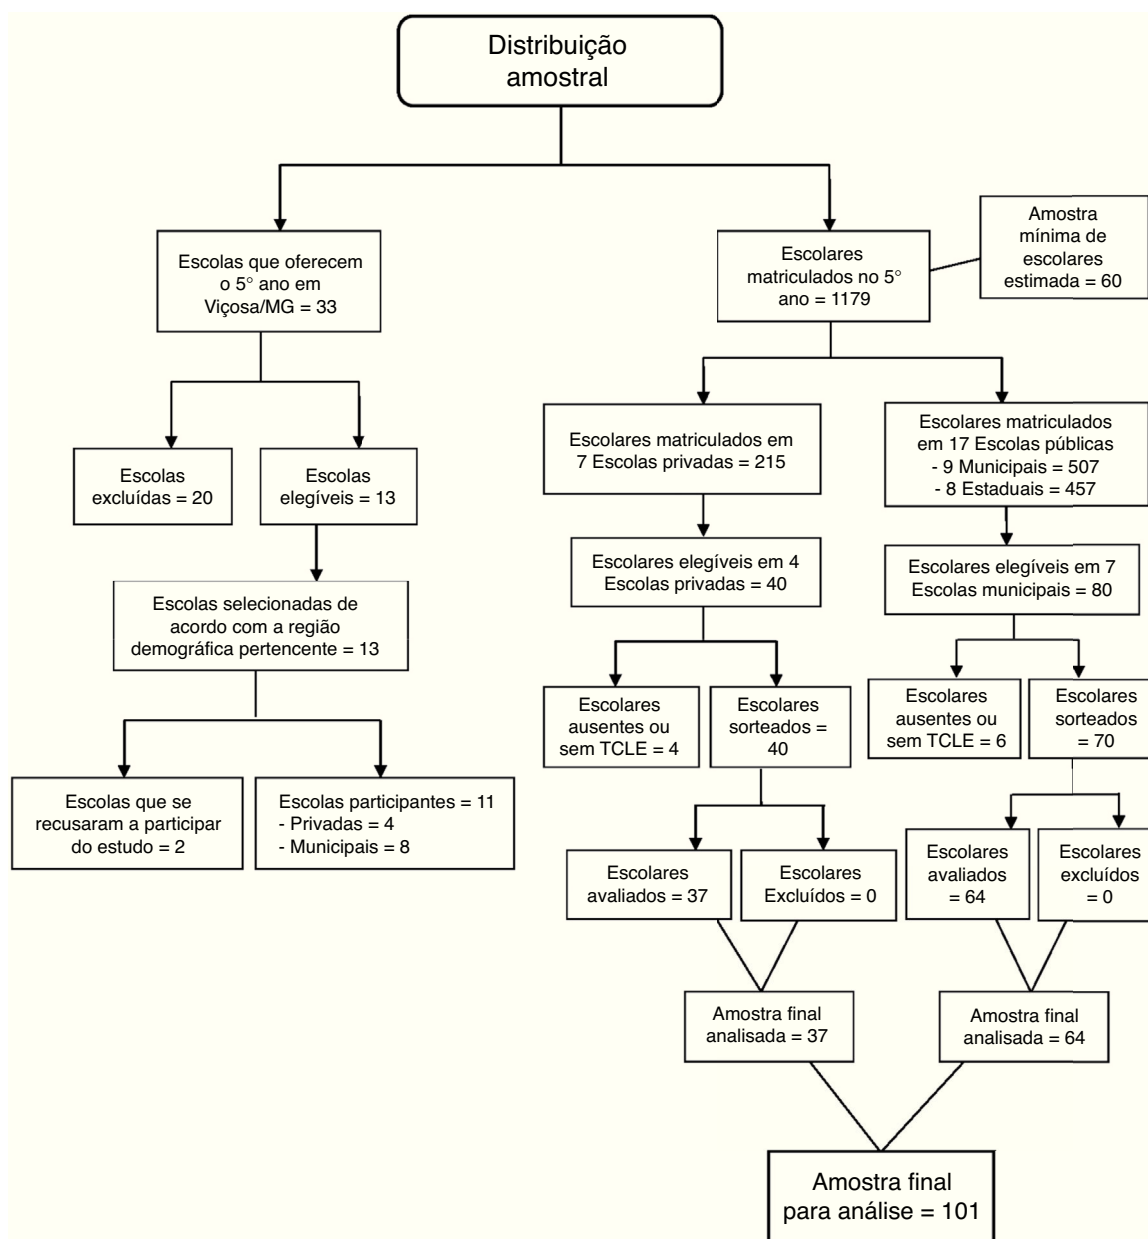 Distribuição
amostral
Amostra
mínima de
escolares
estimada = 60
Escolas que oferecem
o 5° ano em
Viçosa/MG = 33
Escolares
matriculados no 5°
ano = 1179
Escolas
excluídas = 20
Escolas
elegíveis = 13
Escolares matriculados em
7 Escolas privadas = 215
Escolares matriculados
em 17 Escolas públicas
- 9 Municipais = 507
- 8 Estaduais = 457
Escolas selecionadas de
acordo com a região
demográfica pertencente = 13
Escolares elegíveis em 4
Escolas privadas = 40
Escolares elegíveis em 7
Escolas municipais = 80
Escolares
ausentes ou
sem TCLE = 4
Escolares
sorteados =
40
Escolares
ausentes ou
sem TCLE = 6
Escolares
sorteados
= 70
Escolas que se
recusaram a participar
do estudo = 2
Escolas participantes = 11
- Privadas = 4
- Municipais = 8
Escolares
avaliados = 37
Escolares
Excluídos = 0
Escolares
avaliados
= 64
Escolares
excluídos
= 0
Amostra final
analisada = 37
Amostra final
analisada = 64
Amostra final
para análise = 101